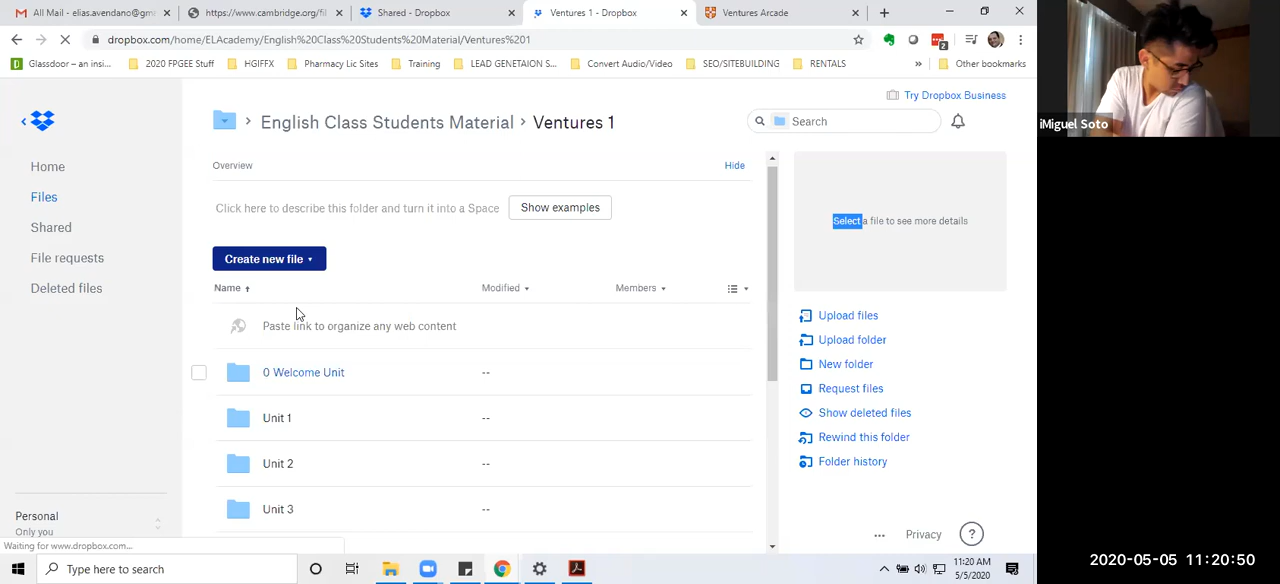 All Mail - elias.avendano@gm
https://www.cambridge.org/fil
Shared - Dropbox
Ventures 1 - Dropbox
Ventures Arcade
dropbox.com/home/ELAcademy/English%20Class%20Students%20Material/Ventures%201
2
Glassdoor – an insi...
2020 FPGEE Stuff
HGIFFX
Pharmacy Lic Sites
Training
LEAD GENETAION S...
Convert Audio/Video
SEO/SITEBUILDING
RENTALS
»
Other bookmarks
iMiguel Soto
Try Dropbox Business
English Class Students Material › Ventures 1
Search
Home
Files
Shared
File requests
Deleted files
Overview
Hide
Click here to describe this folder and turn it into a Space
Show examples
Create new file
Name
Modified
Members
Paste link to organize any web content
0 Welcome Unit
--
Unit 1
--
Unit 2
--
Unit 3
--
Select a file to see more details
Upload files
Upload folder
New folder
Request files
Show deleted files
Rewind this folder
Folder history
Personal
Only you
... Privacy ?
Waiting for www.dropbox.com...
Type here to search
11:20 AM
5/5/2020
2020-05-05 11:20:50